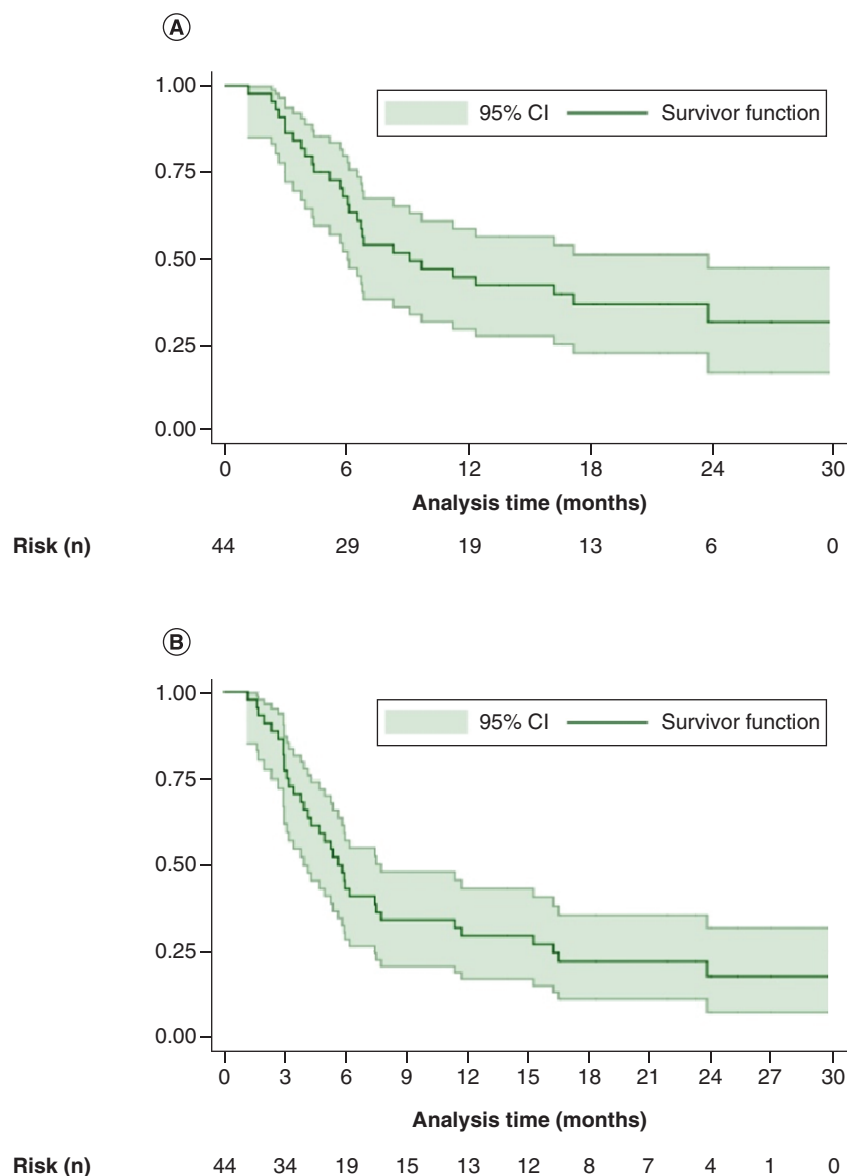 A
1.00
0.75
0.50
0.25
0.00
95% CI Survivor function
0 6 12 18 24 30
Analysis time (months)
Risk (n) 44 29 19 13 6 0
B
1.00
0.75
0.50
0.25
0.00
95% CI Survivor function
0 3 6 9 12 15 18 21 24 27 30
Analysis time (months)
Risk (n) 44 34 19 15 13 12 8 7 4 1 0